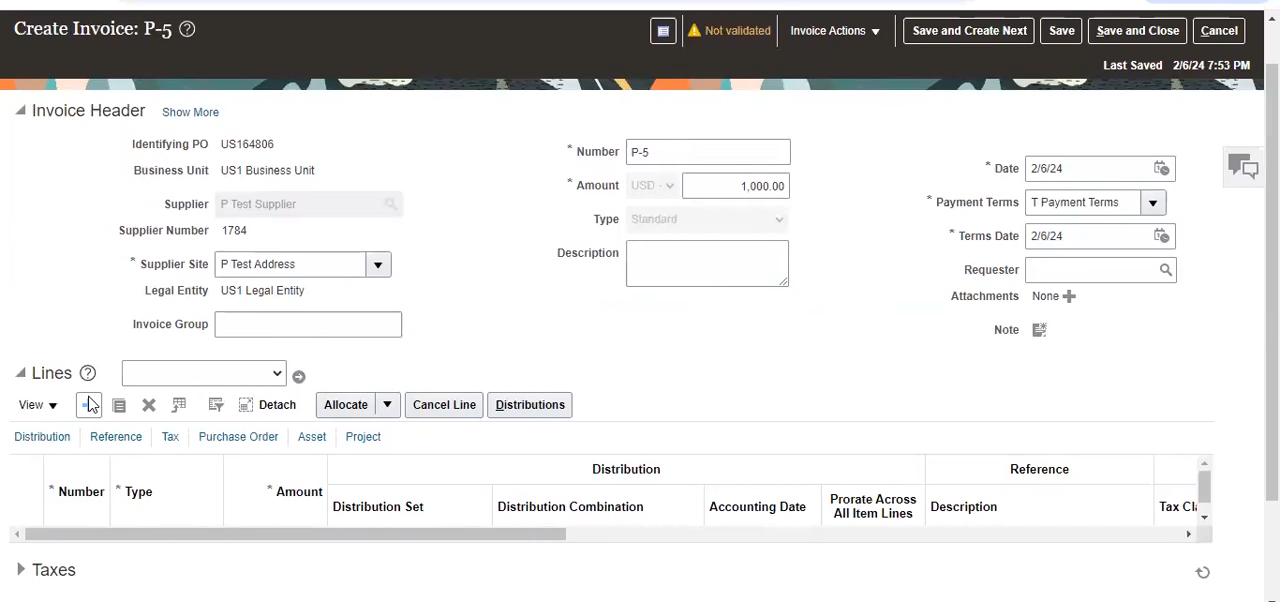 Create Invoice: P-5
Not validated
Invoice Actions
Save and Create Next
Save
Save and Close
Cancel
Last Saved 2/6/24 7:53 PM
Invoice Header Show More
Identifying PO US164806
Business Unit US1 Business Unit
Supplier P Test Supplier
Supplier Number 1784
* Supplier Site P Test Address
Legal Entity US1 Legal Entity
Invoice Group
* Number P-5
* Amount USD - 1,000.00
Type Standard
Description
* Date 2/6/24
* Payment Terms T Payment Terms
* Terms Date 2/6/24
Requester
Attachments None
Note
Lines
View Detach Allocate Cancel Line Distributions
Distribution Reference Tax Purchase Order Asset Project
* Number * Type * Amount
Distribution
Distribution Set Distribution Combination Accounting Date Prorate Across
All Item Lines
Reference
Description
Tax Cl
Taxes